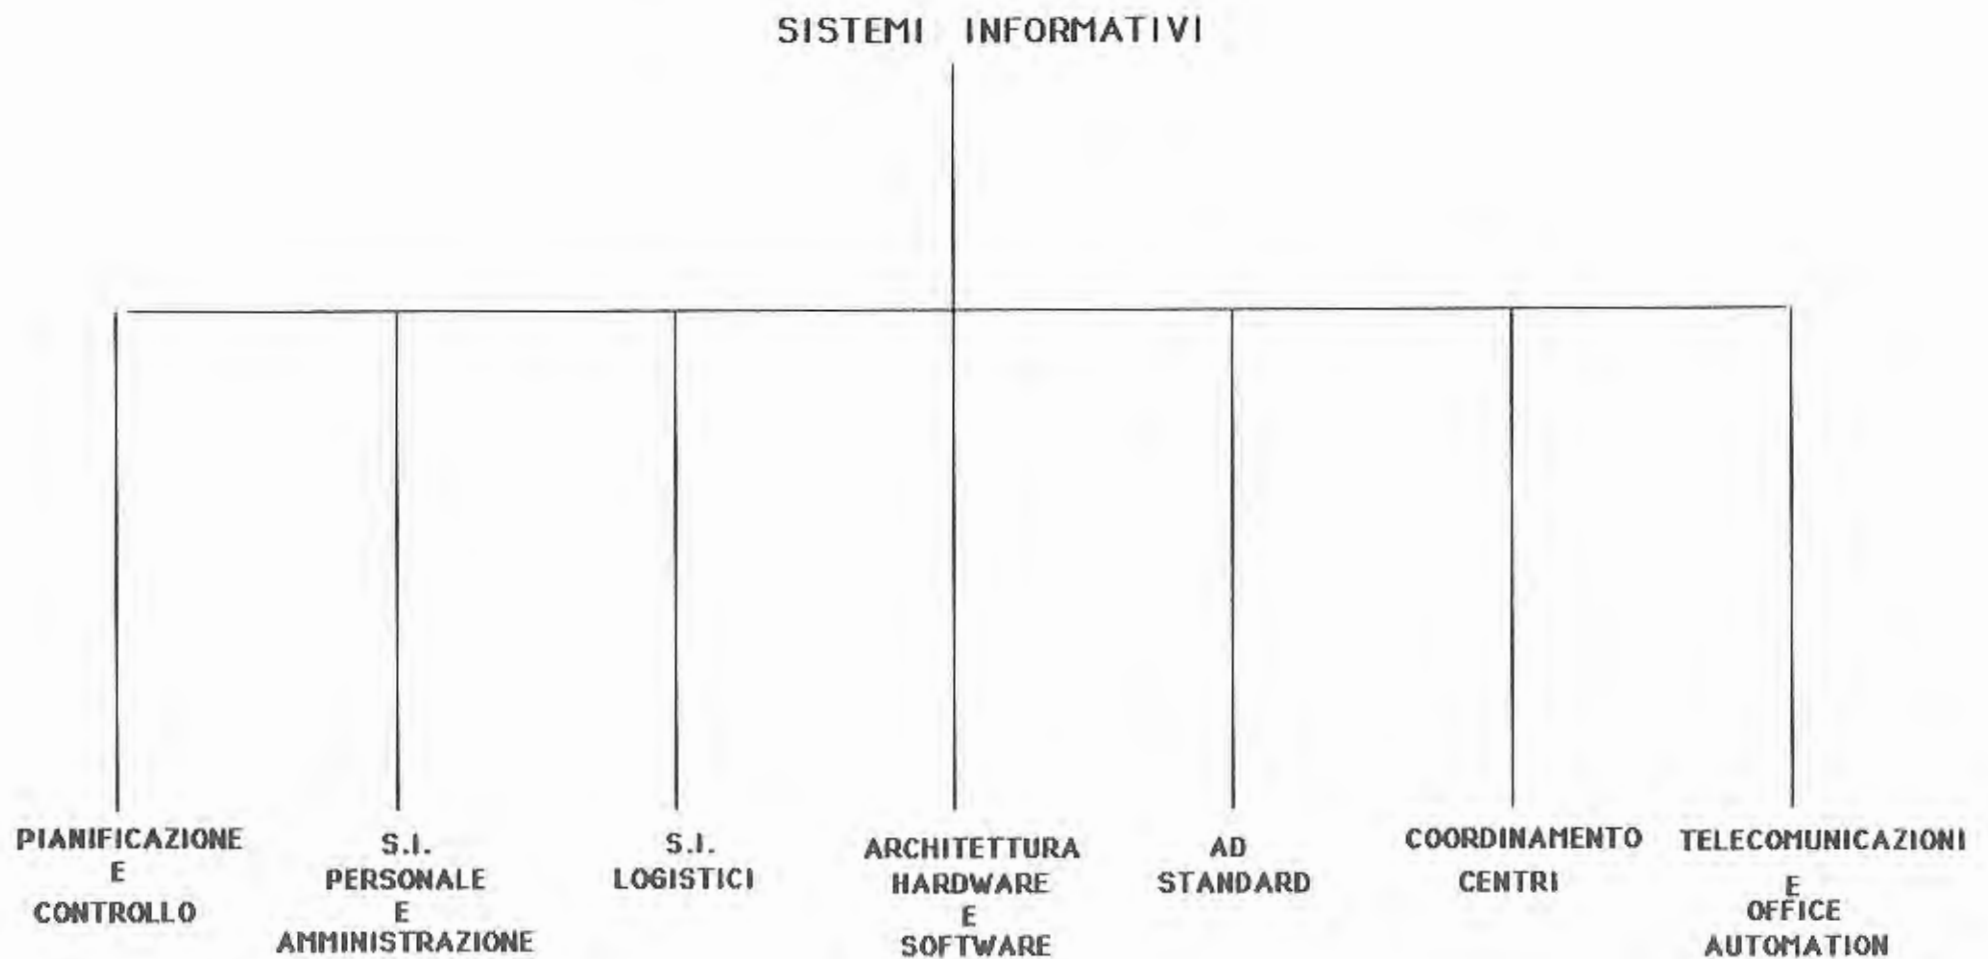 SISTEMI INFORMATIVI
PIANIFICAZIONE
E
CONTROLLO
S.I.
PERSONALE
E
AMMINISTRAZIONE
S.I.
LOGISTICI
ARCHITETTURA
HARDWARE
E
SOFTWARE
AD
STANDARD
COORDINAMENTO
CENTRI
TELECOMUNICAZIONI
E
OFFICE
AUTOMATION